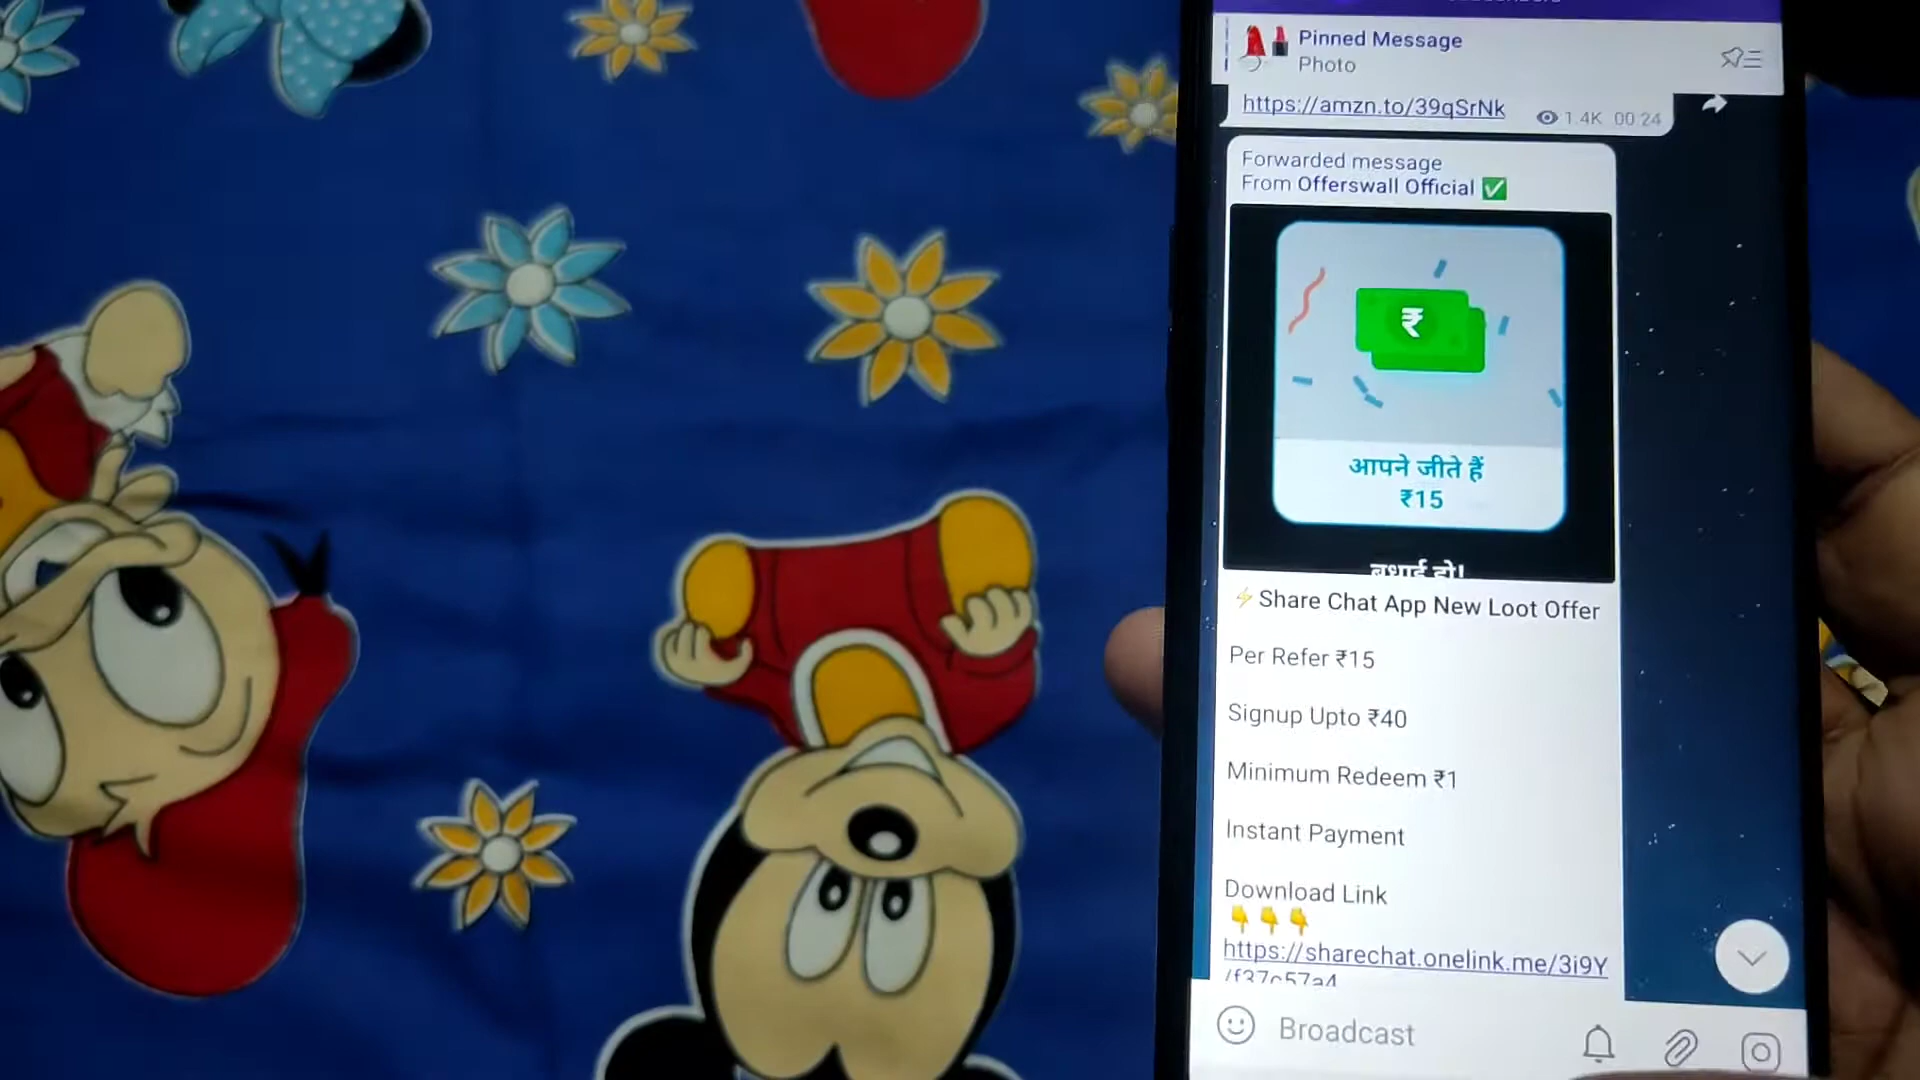 Pinned Message
Photo
https://amzn.to/39qSrNk
1.4K 00:24
Forwarded message
From Offerswall Official ✅
₹
आपने जीते हैं
₹15
बधाई हो!
⚡Share Chat App New Loot Offer
Per Refer ₹15
Signup Upto ₹40
Minimum Redeem ₹1
Instant Payment
Download Link
👇👇👇
https://sharechat.onelink.me/3i9Y
/f37c57a4
Broadcast